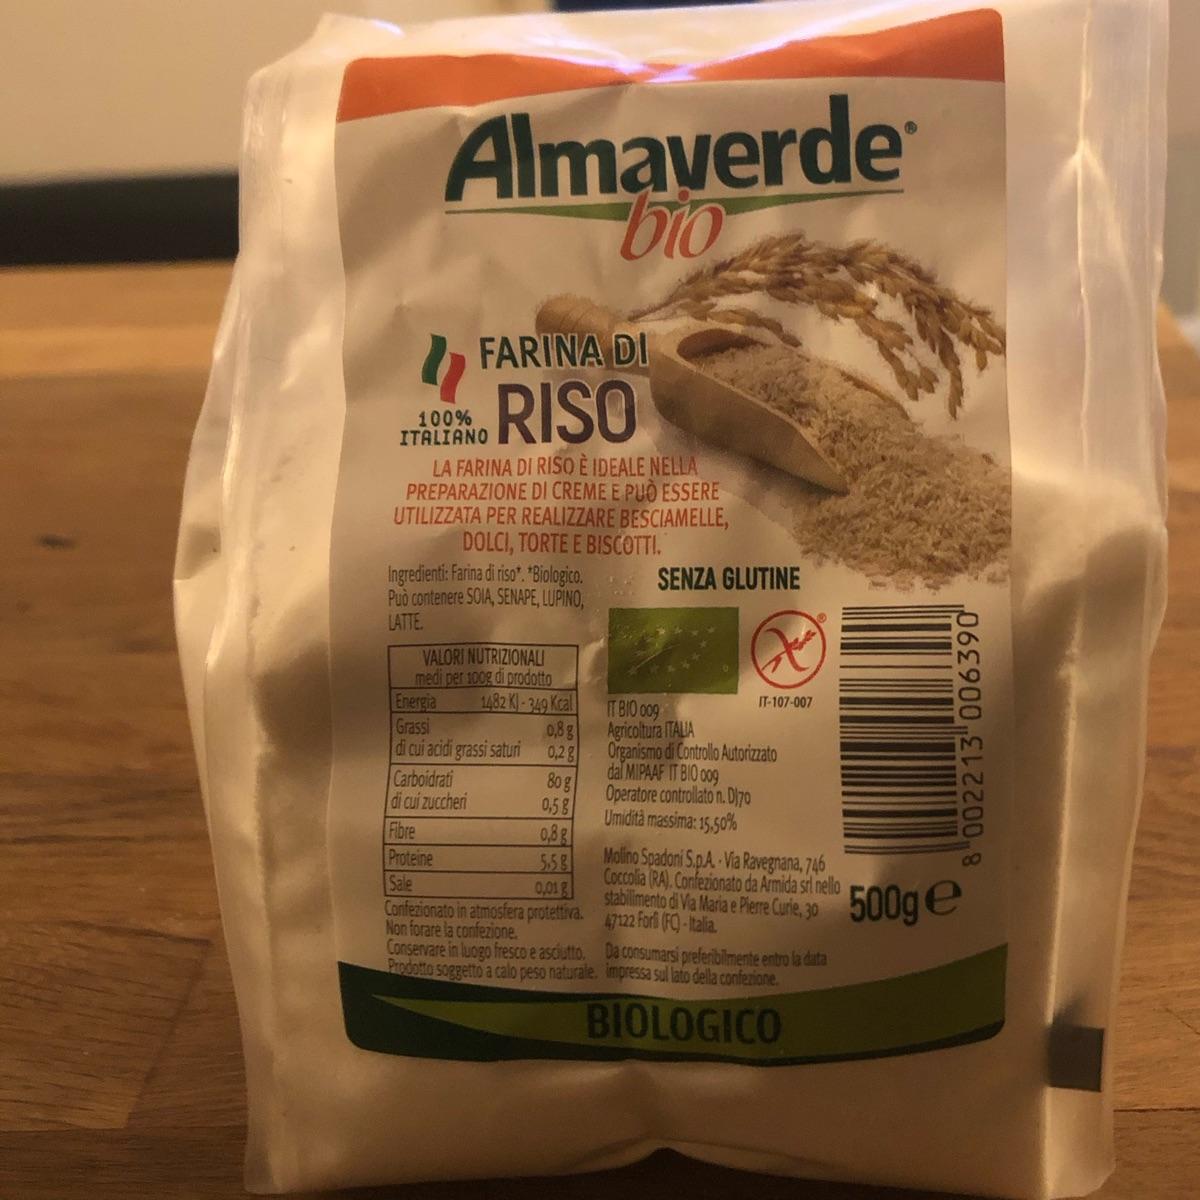 Almaverde®
bio
FARINA DI
RISO
100%
ITALIANO
LA FARINA DI RISO È IDEALE NELLA
PREPARAZIONE DI CREME E PUÒ ESSERE
UTILIZZATA PER REALIZZARE BESCIAMELLE,
DOLCI, TORTE E BISCOTTI.
Ingredienti: Farina di riso*. *Biologico.
Può contenere SOIA, SENAPE, LUPINO,
LATTE.
VALORI NUTRIZIONALI
medi per 100g di prodotto
Energia 1482 KJ - 349 Kcal
Grassi 0,8 g
di cui acidi grassi saturi 0,2 g
Carboidrati 80 g
di cui zuccheri 0,5 g
Fibre 0,8 g
Proteine 5,5 g
Sale 0,01 g
Confezionato in atmosfera protettiva.
Non forare la confezione.
Conservare in luogo fresco e asciutto.
Prodotto soggetto a calo peso naturale.
SENZA GLUTINE
®
IT-107-007
IT BIO 009
Agricoltura ITALIA
Organismo di Controllo Autorizzato
dal MIPAAF IT BIO 009
Operatore controllato n. D170
Umidità massima: 15,50%
Molino Spadoni S.p.A. - Via Ravegnana, 746
Coccolia (RA). Confezionato da Armida srl nello
stabilimento di Via Maria e Pierre Curie, 30
47122 Forlì (FC) - Italia.
Da consumarsi preferibilmente entro la data
impressa sul lato della confezione.
8 002213 006390
500g e
BIOLOGICO